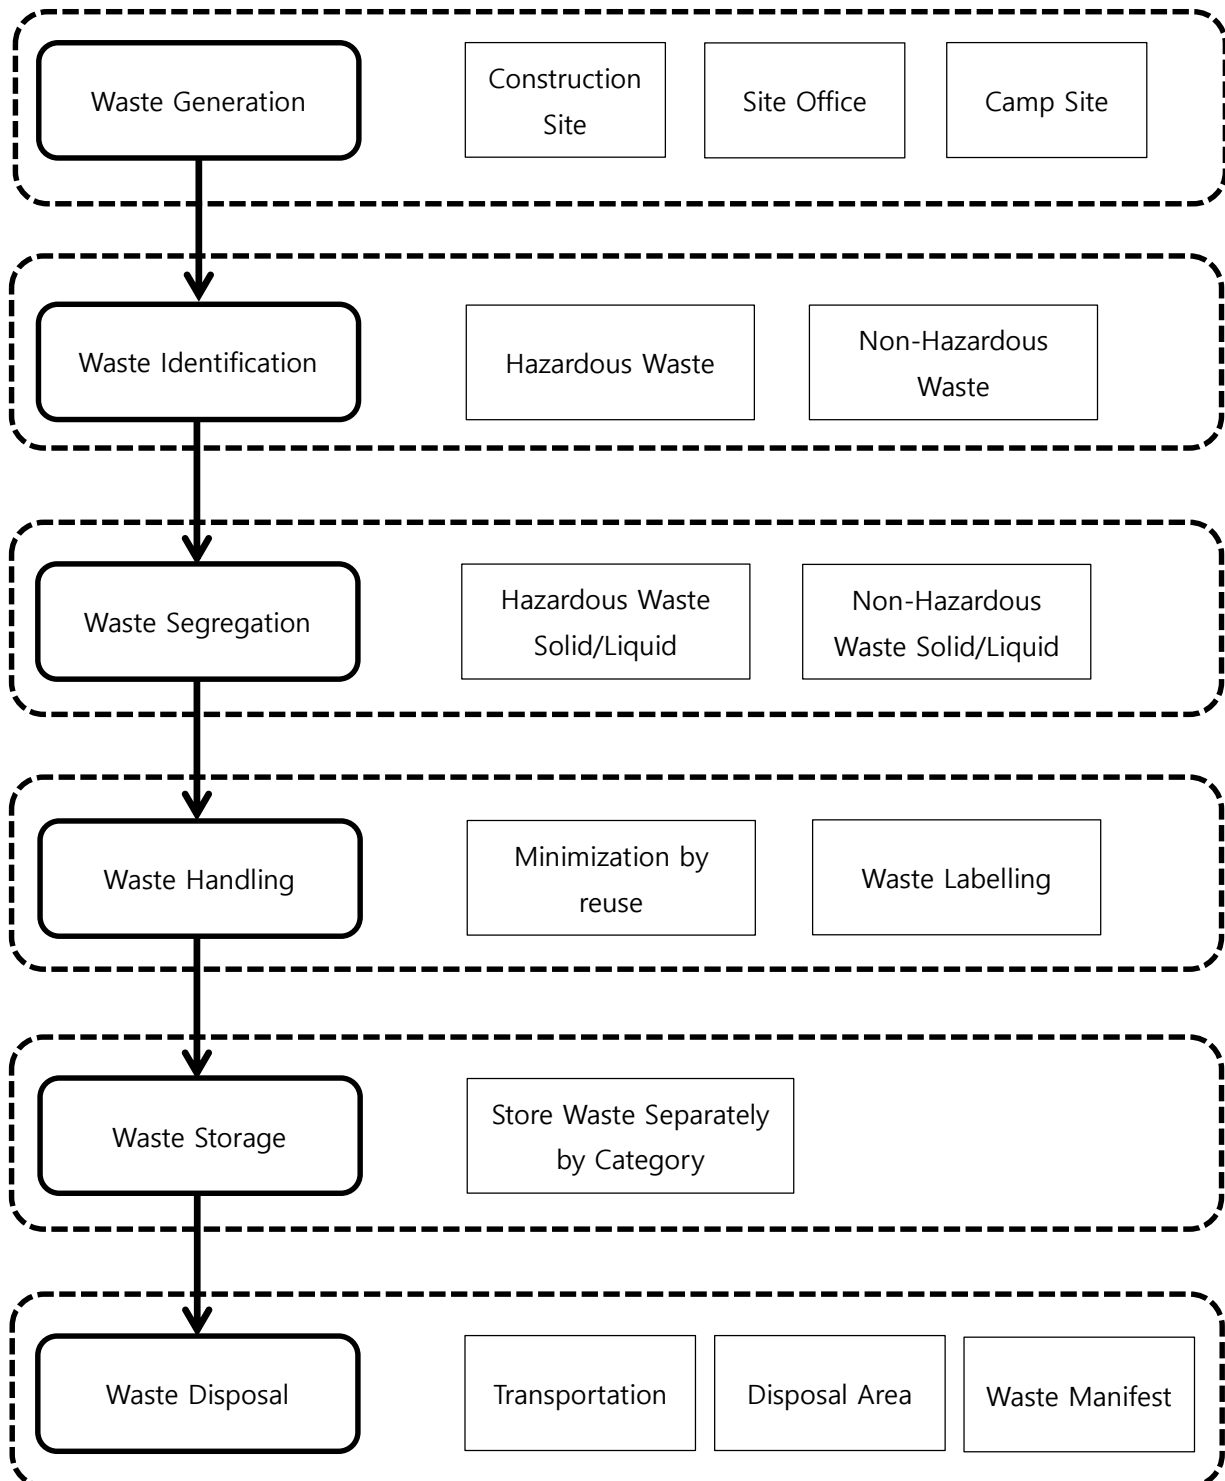 Waste Generation
Construction
Site
Site Office
Camp Site
Waste Identification
Hazardous Waste
Non-Hazardous
Waste
Waste Segregation
Hazardous Waste
Solid/Liquid
Non-Hazardous
Waste Solid/Liquid
Waste Handling
Minimization by
reuse
Waste Labelling
Waste Storage
Store Waste Separately
by Category
Waste Disposal
Transportation
Disposal Area
Waste Manifest